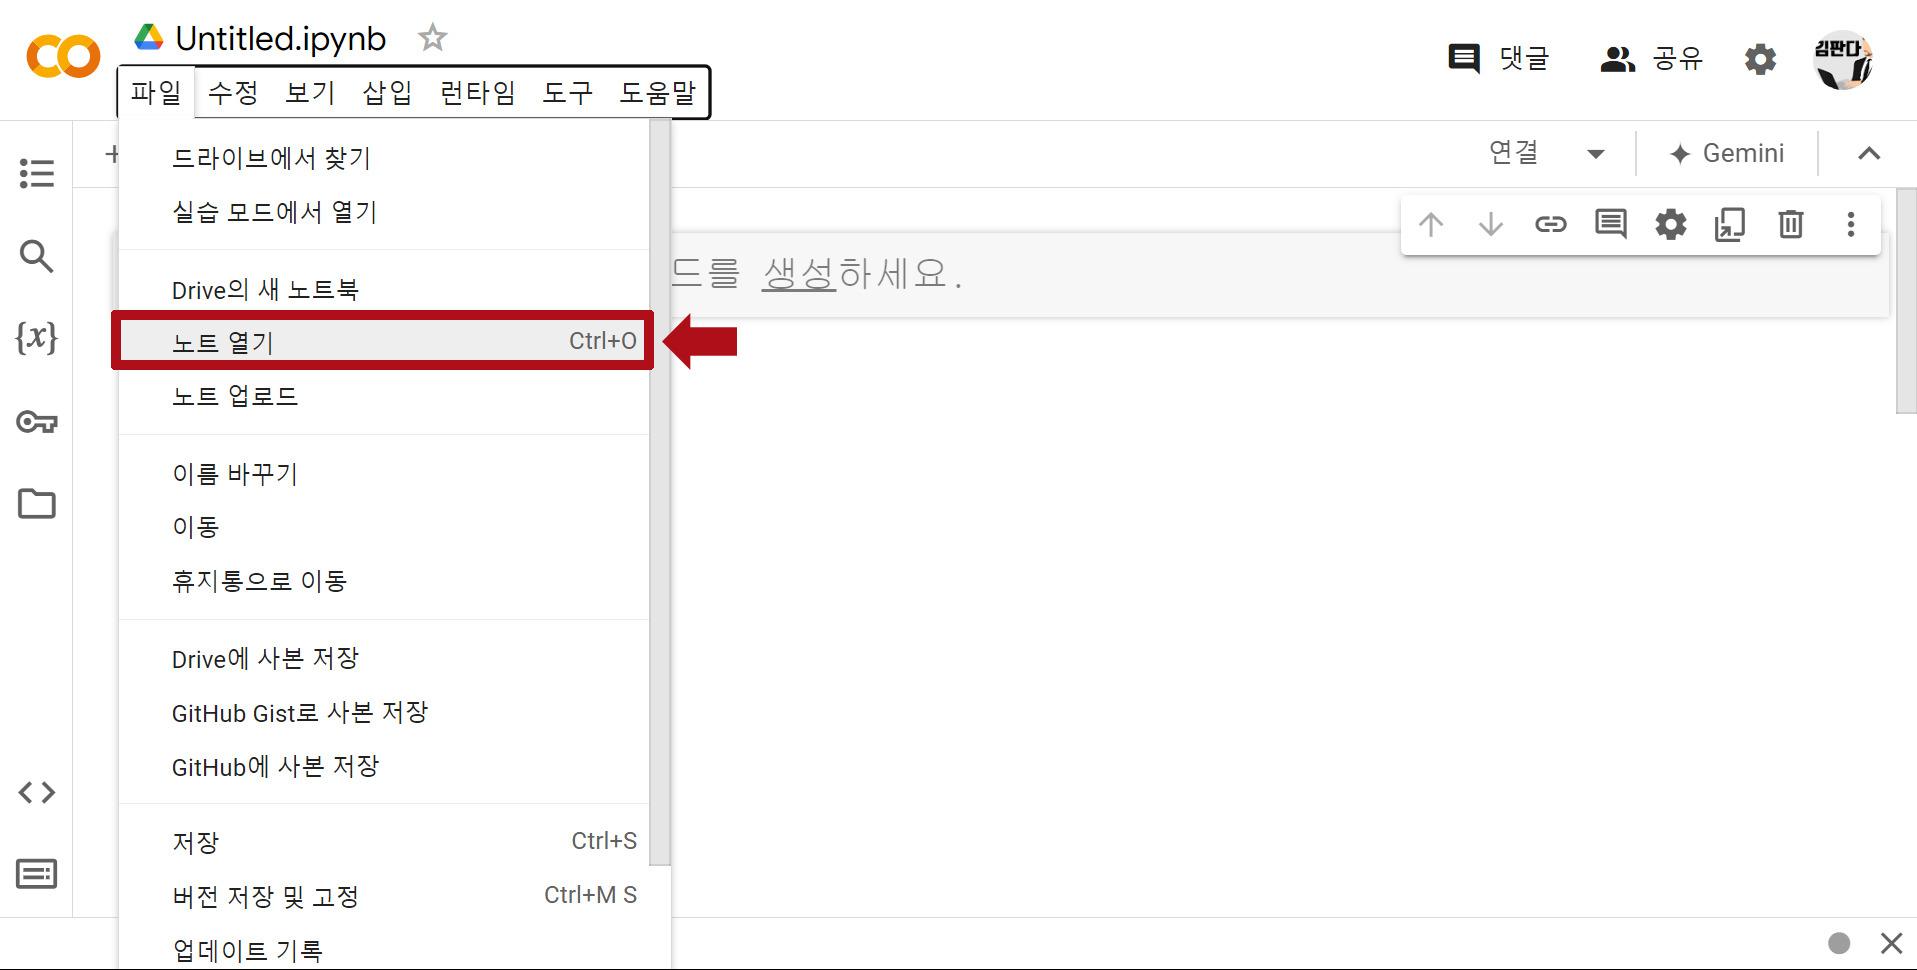 Untitled.ipynb
댓글
공유
김판다
파일 수정 보기 삽입 런타임 도구 도움말
연결
Gemini
드라이브에서 찾기
실습 모드에서 열기
드를 생성하세요.
Drive의 새 노트북
노트 열기 Ctrl+O
노트 업로드
{x}
이름 바꾸기
이동
휴지통으로 이동
Drive에 사본 저장
GitHub Gist로 사본 저장
GitHub에 사본 저장
저장 Ctrl+S
버전 저장 및 고정 Ctrl+M S
업데이트 기록